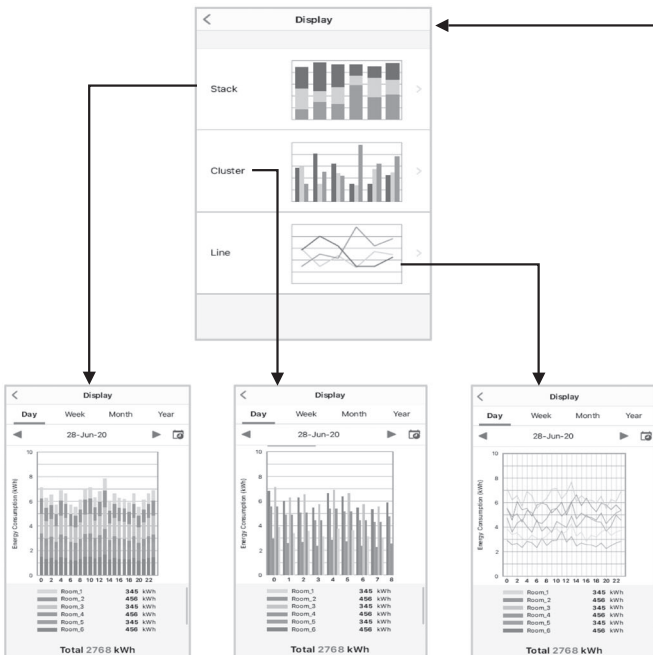 Display
Stack
Cluster
Line
Display
Day Week Month Year
28-Jun-20
Energy Consumption (kWh)
10
8
6
4
2
0
0 2 4 6 8 10 12 14 16 18 20 22
Room_1 345 kWh
Room_2 456 kWh
Room_3 345 kWh
Room_4 456 kWh
Room_5 345 kWh
Room_6 456 kWh
Total 2768 kWh
Display
Day Week Month Year
28-Jun-20
Energy Consumption (kWh)
10
8
6
4
2
0
0 1 2 3 4 5 6 7 8
Room_1 345 kWh
Room_2 456 kWh
Room_3 345 kWh
Room_4 456 kWh
Room_5 345 kWh
Room_6 456 kWh
Total 2768 kWh
Display
Day Week Month Year
28-Jun-20
Energy Consumption (kWh)
10
8
6
4
2
0
0 2 4 6 8 10 12 14 16 18 20 22
Room_1 345 kWh
Room_2 456 kWh
Room_3 345 kWh
Room_4 456 kWh
Room_5 345 kWh
Room_6 456 kWh
Total 2768 kWh